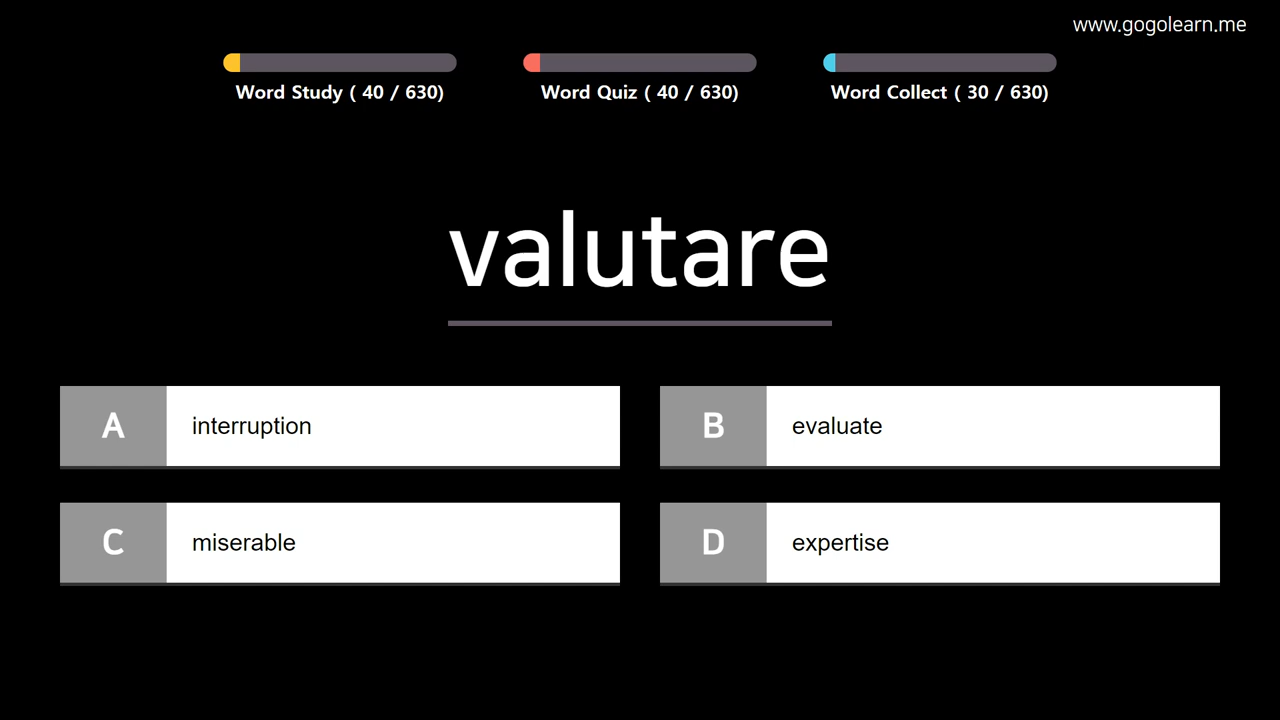 www.gogolearn.me
Word Study ( 40 / 630)
Word Quiz ( 40 / 630)
Word Collect ( 30 / 630)
valutare
A interruption
B evaluate
C miserable
D expertise